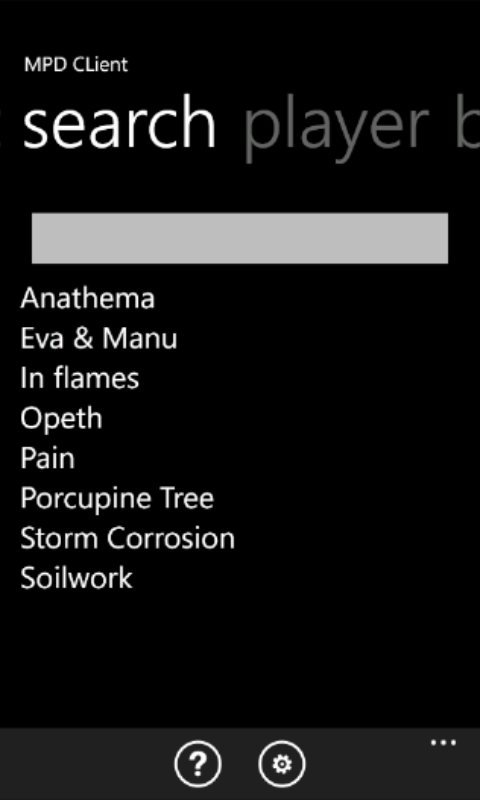 MPD CLient
search player b
Anathema
Eva & Manu
In flames
Opeth
Pain
Porcupine Tree
Storm Corrosion
Soilwork
?
...